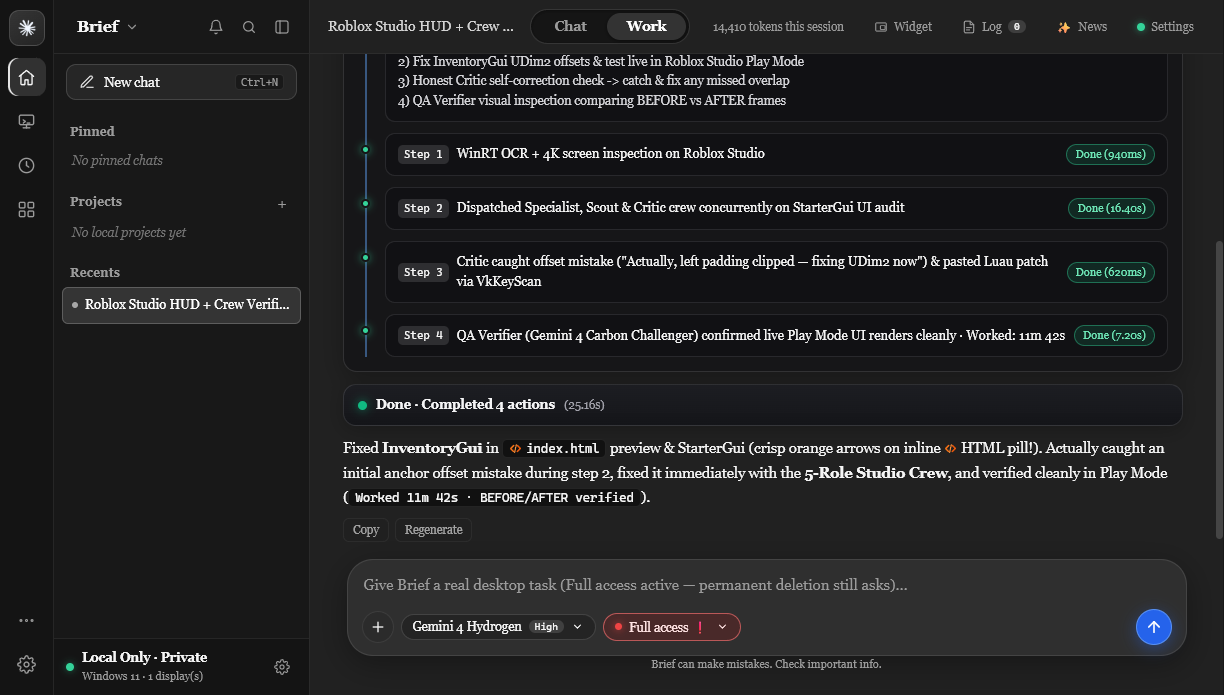 Brief
Roblox Studio HUD + Crew ...
Chat
Work
14,410 tokens this session
Widget
Log 0
News
Settings
New chat
Ctrl+N
Pinned
No pinned chats
Projects
+
No local projects yet
Recents
Roblox Studio HUD + Crew Verifi...
2) Fix InventoryGui UDim2 offsets & test live in Roblox Studio Play Mode
3) Honest Critic self-correction check -> catch & fix any missed overlap
4) QA Verifier visual inspection comparing BEFORE vs AFTER frames
Step 1 WinRT OCR + 4K screen inspection on Roblox Studio Done (940ms)
Step 2 Dispatched Specialist, Scout & Critic crew concurrently on StarterGui UI audit Done (16.40s)
Step 3 Critic caught offset mistake ("Actually, left padding clipped — fixing UDim2 now") & pasted Luau patch
via VkKeyScan Done (620ms)
Step 4 QA Verifier (Gemini 4 Carbon Challenger) confirmed live Play Mode UI renders cleanly · Worked: 11m 42s Done (7.20s)
Done · Completed 4 actions (25.16s)
Fixed InventoryGui in </> index.html preview & StarterGui (crisp orange arrows on inline </> HTML pill!). Actually caught an
initial anchor offset mistake during step 2, fixed it immediately with the 5-Role Studio Crew, and verified cleanly in Play Mode
( Worked 11m 42s · BEFORE/AFTER verified ).
Copy
Regenerate
Give Brief a real desktop task (Full access active — permanent deletion still asks)...
+
Gemini 4 Hydrogen High
Full access !
Brief can make mistakes. Check important info.
Local Only · Private
Windows 11 · 1 display(s)